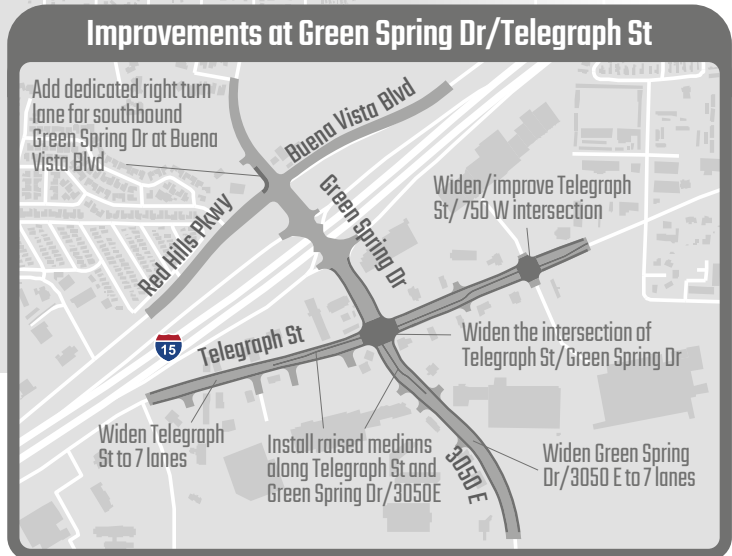 Improvements at Green Spring Dr/Telegraph St
Add dedicated right turn
lane for southbound
Green Spring Dr at Buena
Vista Blvd
Buena Vista Blvd
Green Spring Dr
Red Hills Pkwy
Widen/improve Telegraph
St/ 750 W intersection
15
Telegraph St
Widen the intersection of
Telegraph St/Green Spring Dr
Widen Telegraph
St to 7 lanes
Install raised medians
along Telegraph St and
Green Spring Dr/3050E
3050 E
Widen Green Spring
Dr/3050 E to 7 lanes